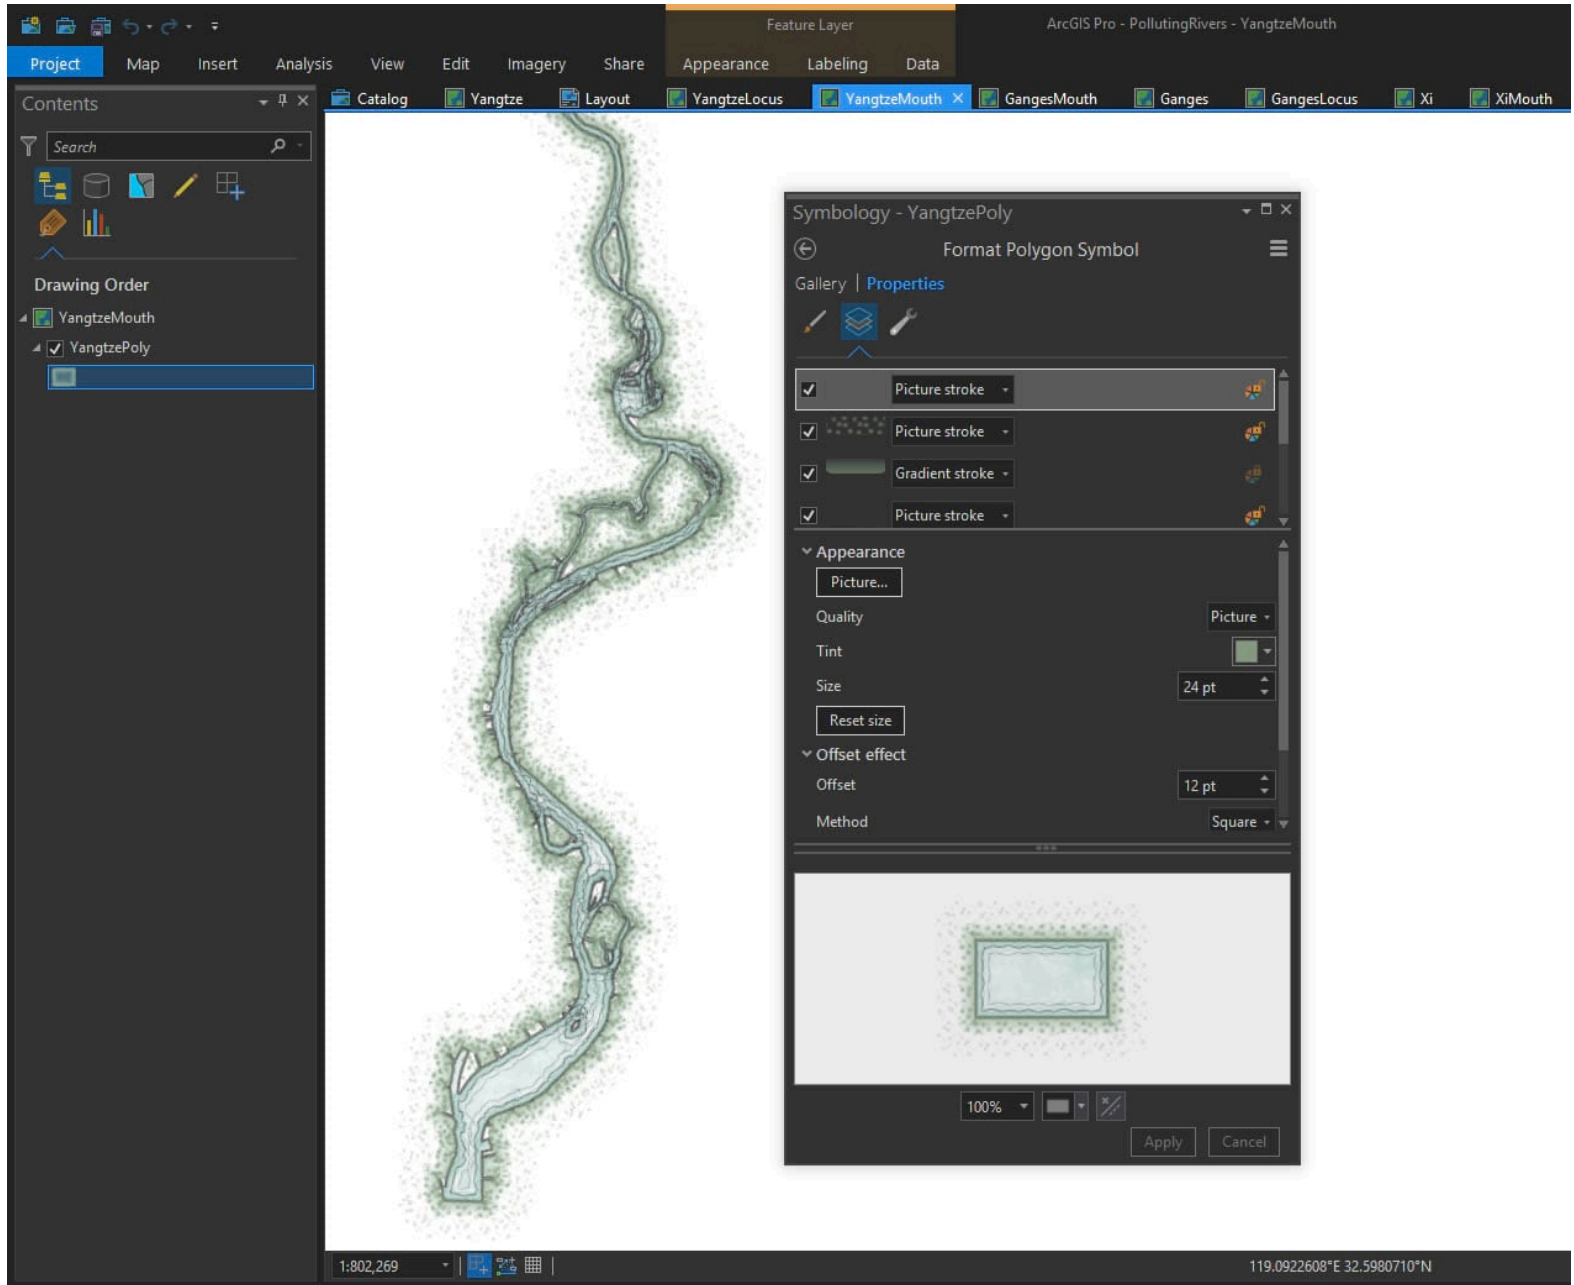 Feature Layer
ArcGIS Pro - PollutingRivers - YangtzeMouth
Project Map Insert Analysis View Edit Imagery Share Appearance Labeling Data
Contents
Catalog Yangtze Layout YangtzeLocus YangtzeMouth GangesMouth Ganges GangesLocus Xi XiMouth
Search
Drawing Order
YangtzeMouth
YangtzePoly
Symbology - YangtzePoly
Format Polygon Symbol
Gallery | Properties
Picture stroke
Picture stroke
Gradient stroke
Picture stroke
Appearance
Picture...
Quality Picture
Tint
Size 24 pt
Reset size
Offset effect
Offset 12 pt
Method Square
100%
Apply Cancel
1:802,269
119.0922608°E 32.5980710°N